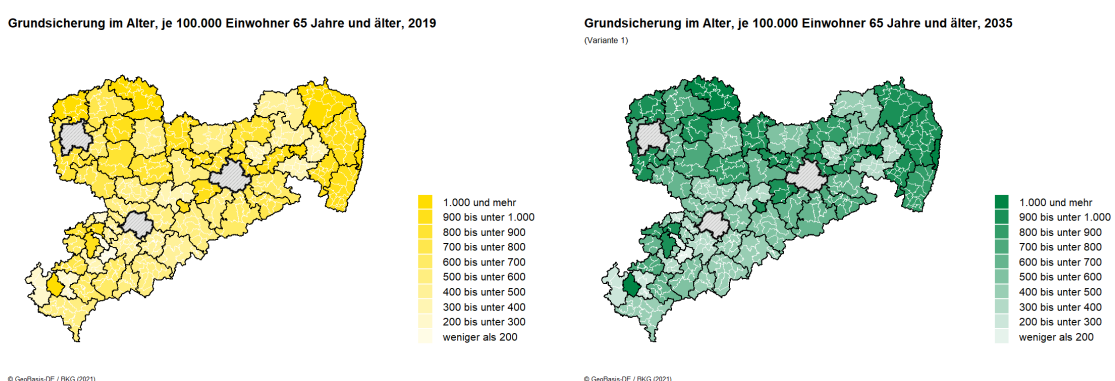 Grundsicherung im Alter, je 100.000 Einwohner 65 Jahre und älter, 2019
1.000 und mehr
900 bis unter 1.000
800 bis unter 900
700 bis unter 800
600 bis unter 700
500 bis unter 600
400 bis unter 500
300 bis unter 400
200 bis unter 300
weniger als 200
© GeoBasis-DE / BKG (2021)
Grundsicherung im Alter, je 100.000 Einwohner 65 Jahre und älter, 2035
(Variante 1)
1.000 und mehr
900 bis unter 1.000
800 bis unter 900
700 bis unter 800
600 bis unter 700
500 bis unter 600
400 bis unter 500
300 bis unter 400
200 bis unter 300
weniger als 200
© GeoBasis-DE / BKG (2021)